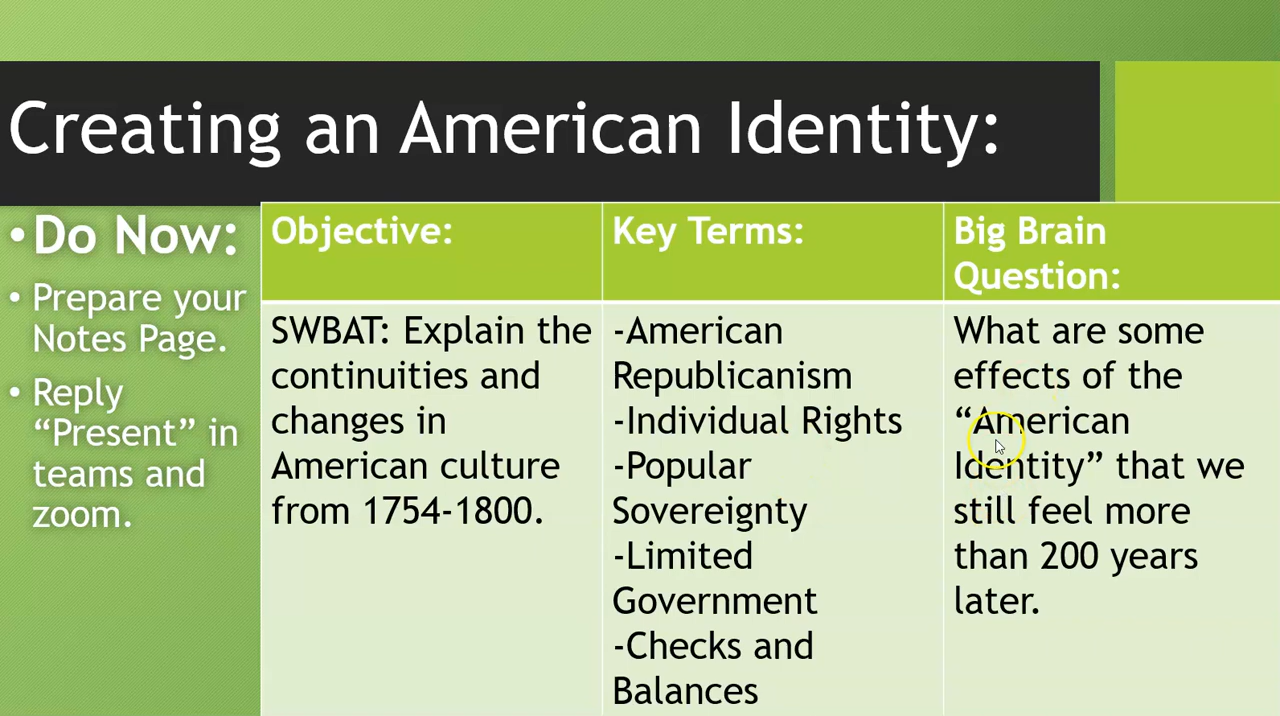 Creating an American Identity:
•Do Now:
• Prepare your
Notes Page.
• Reply
“Present” in
teams and
zoom.
Objective:
SWBAT: Explain the
continuities and
changes in
American culture
from 1754-1800.
Key Terms:
-American
Republicanism
-Individual Rights
-Popular
Sovereignty
-Limited
Government
-Checks and
Balances
Big Brain
Question:
What are some
effects of the
“American
Identity” that we
still feel more
than 200 years
later.